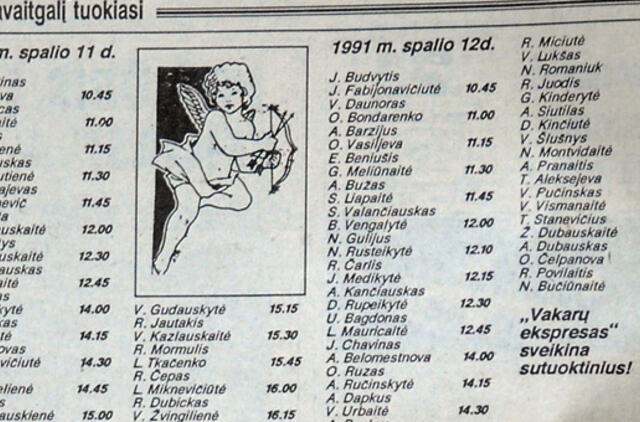 avaitgalį tuokiasi
m. spalio 11 d.
10.45
11.00
11.15
11.30
11.45
12.00
12.30
12.45
14.00
14.15
14.30
14.45
15.00
V. Gudauskytė 15.15
R. Jautakis
V. Kazlauskaitė 15.30
R. Mormulis
L. Tkačenko 15.45
R. Čepas
L. Miknevičiūtė 16.00
R. Dubickas
V. Žvingilienė 16.15
1991 m. spalio 12d.
J. Budvytis
J. Fabijonavičiutė 10.45
V. Daunoras
O. Bondarenko 11.00
A. Barzijus
O. Vasiljeva 11.15
E. Beniušis
G. Meliūnaitė 11.30
A. Bužas
S. Liapaitė 11.45
S. Valančiauskas
B. Vengalytė 12.00
N. Gulijus
N. Rusteikytė 12.10
R. Čarlis
J. Medikytė 12.15
A. Kančiauskas
D. Rupeikytė 12.30
U. Bagdonas
L. Mauricaitė 12.45
J. Chavinas
A. Belomestnova 14.00
O. Ruzas
A. Ručinskytė 14.15
A. Dapkus
V. Urbaitė 14.30
R. Miciutė
V. Lukšas
N. Romaniuk
R. Juodis
G. Kinderytė
A. Siutilas
D. Kinčiutė
V. Šlušnys
N. Montvidaitė
A. Pranaitis
T. Aleksejeva
V. Pučinskas
V. Vismanaitė
T. Stanevičius
Ž. Dubauskaitė
A. Dubauskas
O. Čelpanova
R. Povilaitis
N. Bučiūnaitė
„Vakarų
ekspresas“
sveikina
sutuoktinius!